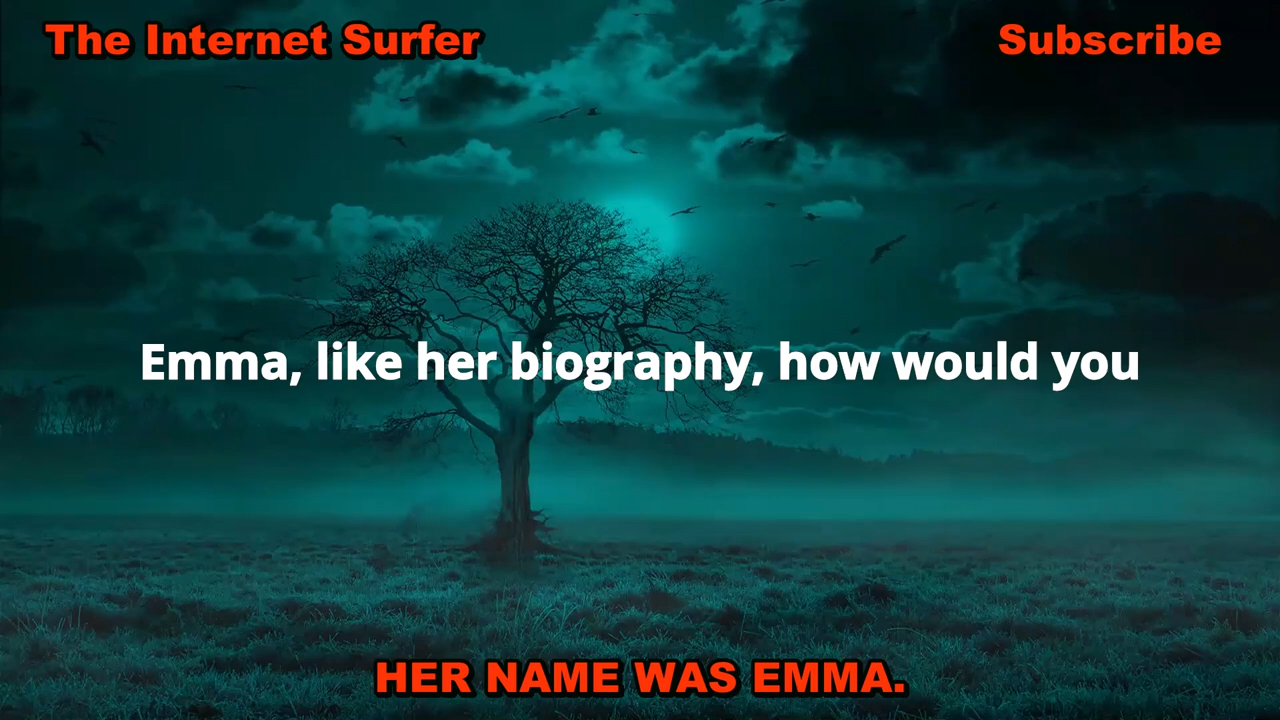 The Internet Surfer
Subscribe
Emma, like her biography, how would you
HER NAME WAS EMMA.